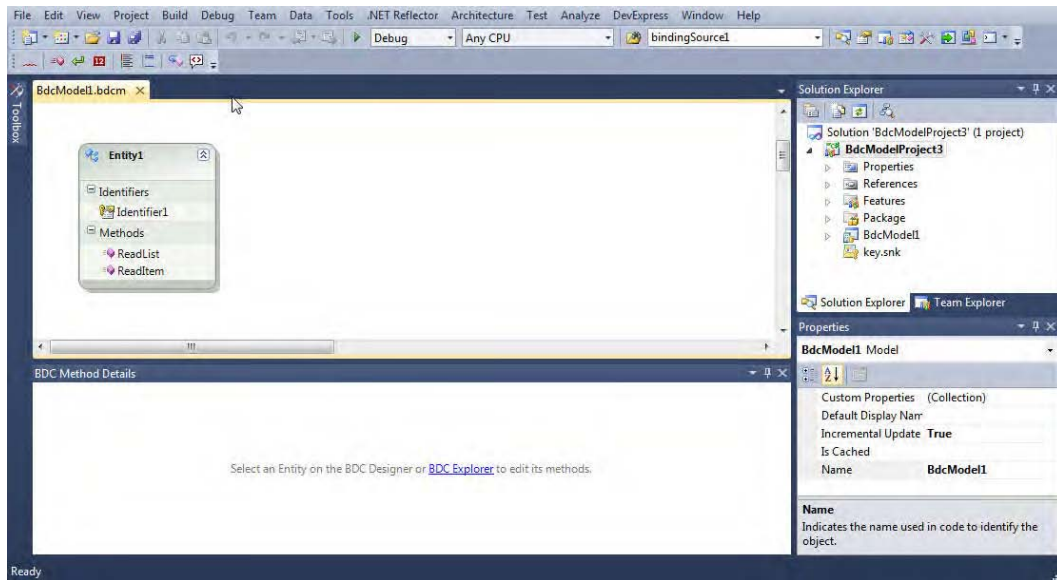 File Edit View Project Build Debug Team Data Tools .NET Reflector Architecture Test Analyze DevExpress Window Help
Debug Any CPU bindingSource1
12
Toolbox
BdcModel1.bdcm
Entity1
Identifiers
Identifier1
Methods
ReadList
ReadItem
BDC Method Details
Select an Entity on the BDC Designer or BDC Explorer to edit its methods.
Solution Explorer
Solution 'BdcModelProject3' (1 project)
BdcModelProject3
Properties
References
Features
Package
BdcModel1
key.snk
Solution Explorer Team Explorer
Properties
BdcModel1 Model
Custom Properties (Collection)
Default Display Nam
Incremental Update True
Is Cached
Name BdcModel1
Name
Indicates the name used in code to identify the
object.
Ready